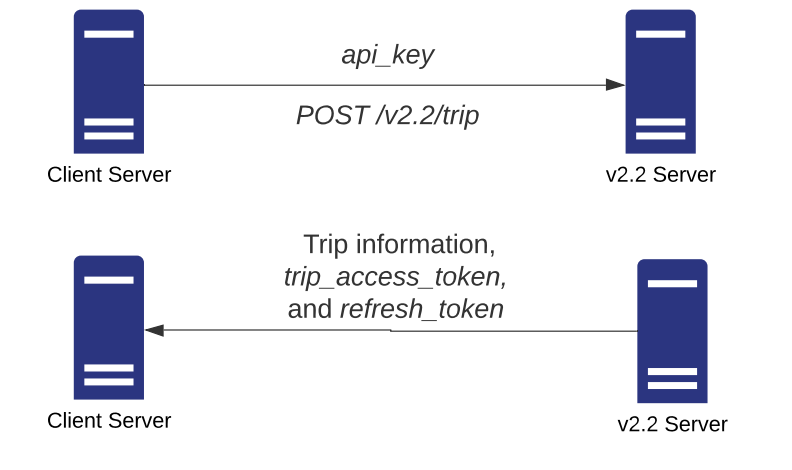 api_key
POST /v2.2/trip
Client Server
v2.2 Server
Trip information,
trip_access_token,
and refresh_token
Client Server
v2.2 Server